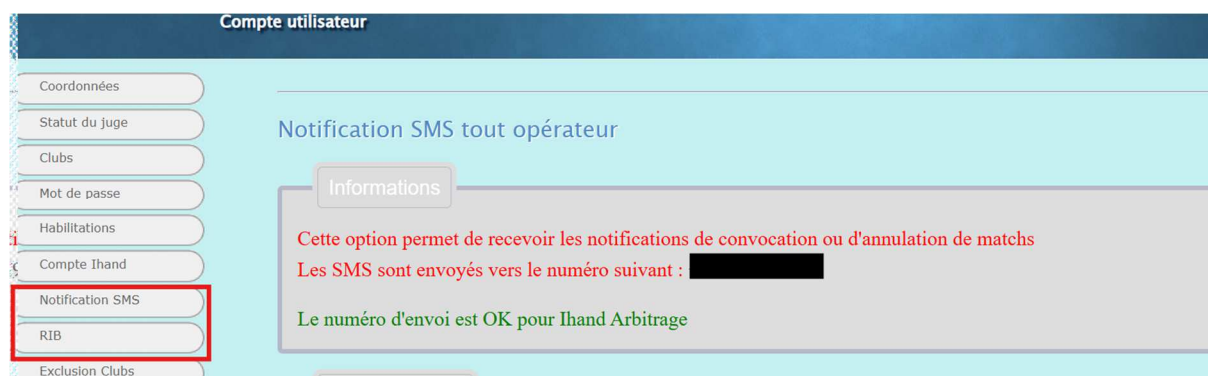 Compte utilisateur
Coordonnées
Statut du juge
Clubs
Mot de passe
Habilitations
Compte Ihand
Notification SMS
RIB
Exclusion Clubs
Notification SMS tout opérateur
Informations
Cette option permet de recevoir les notifications de convocation ou d'annulation de matchs
Les SMS sont envoyés vers le numéro suivant :
Le numéro d'envoi est OK pour Ihand Arbitrage